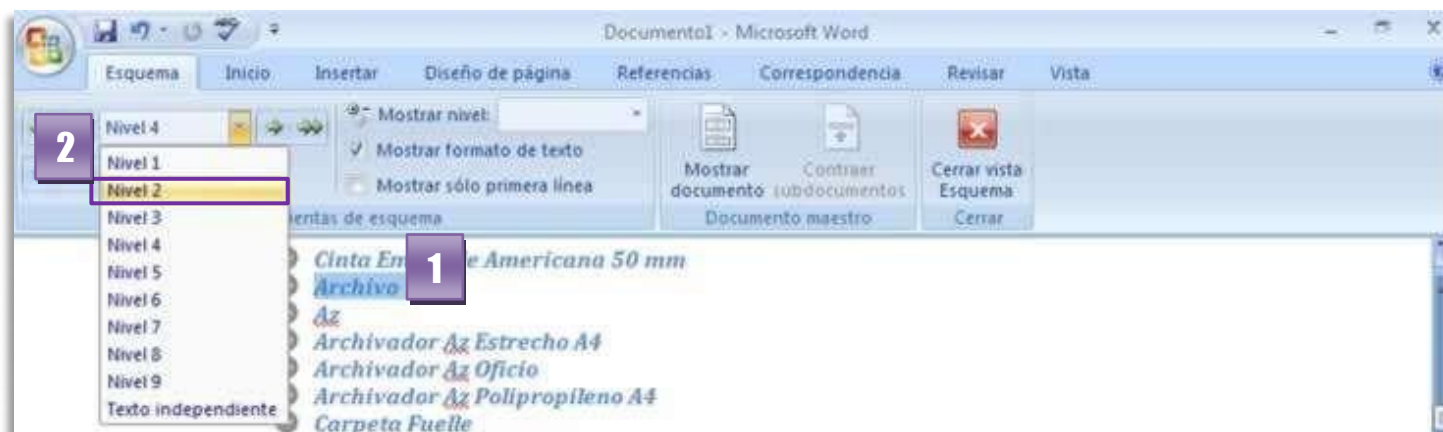 Documento1 - Microsoft Word
Esquema Inicio Insertar Diseño de página Referencias Correspondencia Revisar Vista
Nivel 4
Mostrar nivel:
Mostrar formato de texto
Mostrar sólo primera línea
Mostrar documento
Contraer subdocumentos
Cerrar vista Esquema
de esquema
Documento maestro
Cerrar
2
Nivel 1
Nivel 2
Nivel 3
Nivel 4
Nivel 5
Nivel 6
Nivel 7
Nivel 8
Nivel 9
Texto independiente
1
Cinta Americana 50 mm
Archivo
Az
Archivador Az Estrecho A4
Archivador Az Oficio
Archivador Az Polipropileno A4
Carpeta Fuelle